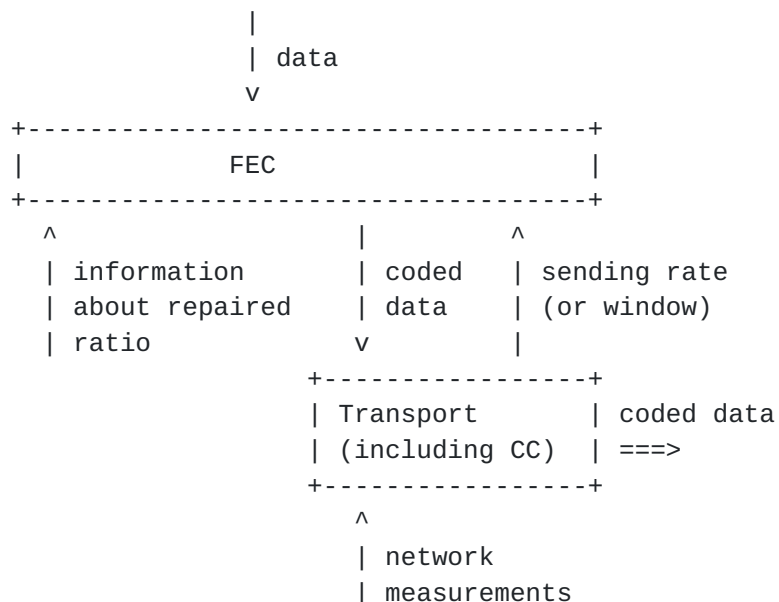 |
| data
v
+------------------------------------+
| FEC |
+------------------------------------+
^ | ^
| information | coded | sending rate
| about repaired | data | (or window)
| ratio v |
+-----------------+
| Transport | coded data
| (including CC) | ===>
+-----------------+
^
| network
| measurements